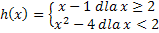 h(x) = { x − 1 dla x ≥ 2
x² − 4 dla x < 2